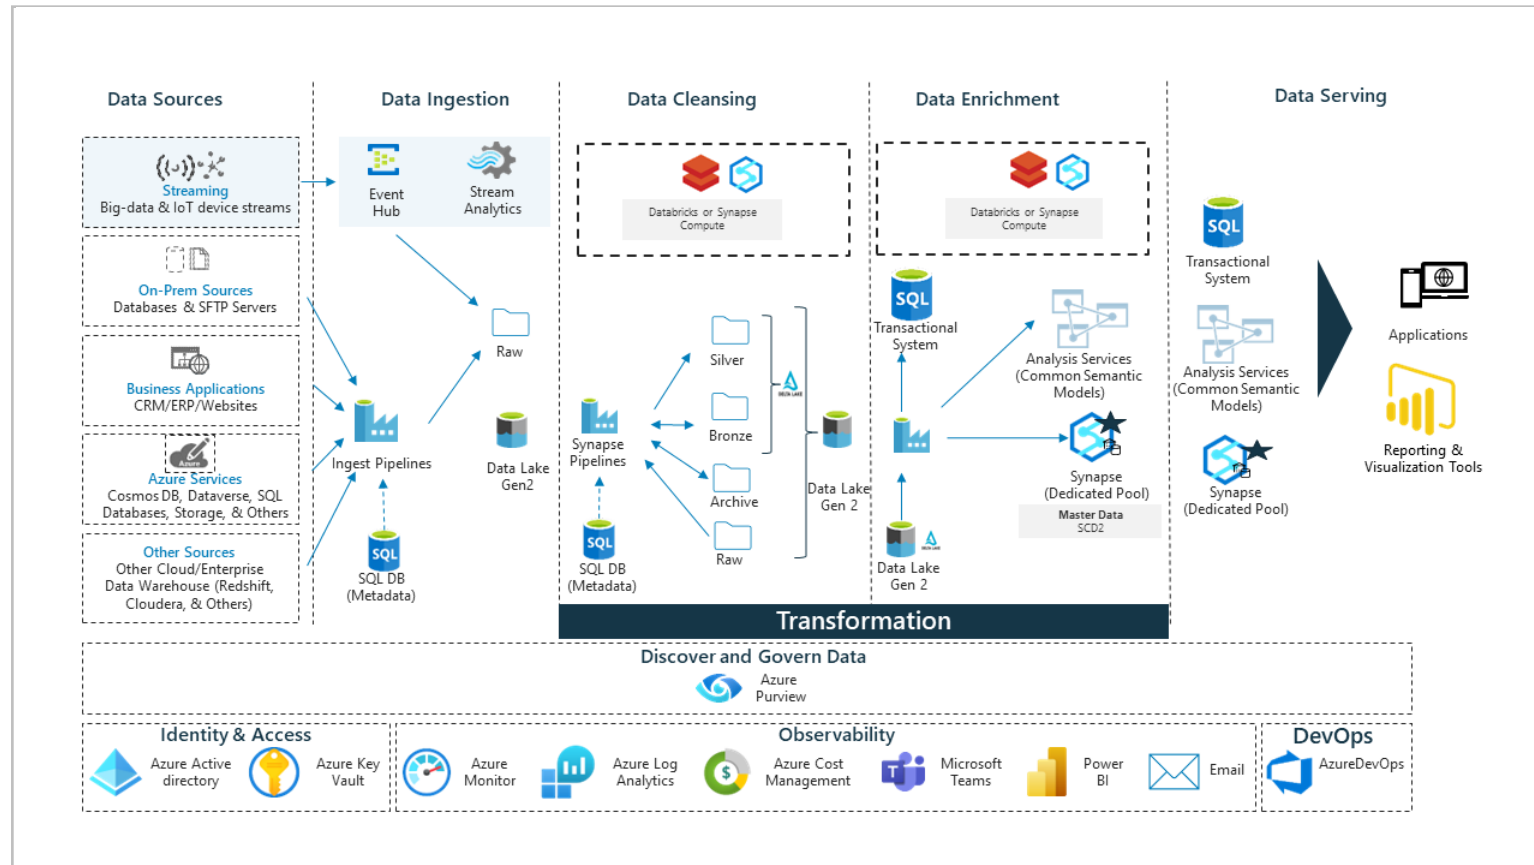 Data Sources
Data Ingestion
Data Cleansing
Data Enrichment
Data Serving
Streaming
Big-data & IoT device streams
On-Prem Sources
Databases & SFTP Servers
Business Applications
CRM/ERP/Websites
Azure
Azure Services
Cosmos DB, Dataverse, SQL
Databases, Storage, & Others
Other Sources
Other Cloud/Enterprise
Data Warehouse (Redshift,
Cloudera, & Others)
Event
Hub
Stream
Analytics
Raw
Ingest Pipelines
Data Lake
Gen2
SQL
SQL DB
(Metadata)
Databricks or Synapse
Compute
Silver
DELTA LAKE
Bronze
Synapse
Pipelines
Archive
Data Lake
Gen 2
Raw
SQL
SQL DB
(Metadata)
Databricks or Synapse
Compute
SQL
Transactional
System
Analysis Services
(Common Semantic
Models)
Synapse
(Dedicated Pool)
Master Data
SCD2
DELTA LAKE
Data Lake
Gen 2
SQL
Transactional
System
Analysis Services
(Common Semantic
Models)
Synapse
(Dedicated Pool)
Applications
Reporting &
Visualization Tools
Transformation
Discover and Govern Data
Azure
Purview
Identity & Access
Azure Active
directory
Azure Key
Vault
Observability
Azure
Monitor
Azure Log
Analytics
Azure Cost
Management
Microsoft
Teams
Power
BI
Email
DevOps
AzureDevOps